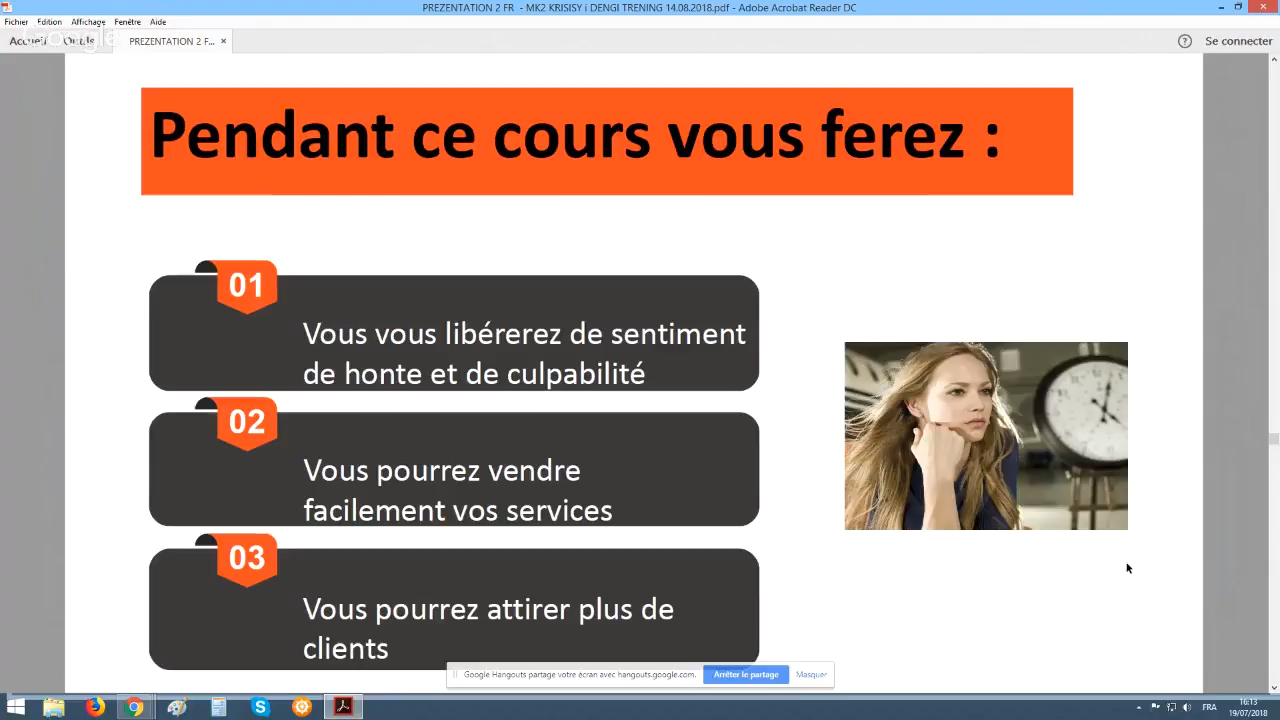 PREZENTATION 2 FR - MK2 KRISISY i DENGI TRENING 14.08.2018.pdf - Adobe Acrobat Reader DC
Fichier Edition Affichage Fenêtre Aide
Accueil Outils PREZENTATION 2 F... × ? Se connecter
Google
Pendant ce cours vous ferez :
01
Vous vous libérerez de sentiment
de honte et de culpabilité
02
Vous pourrez vendre
facilement vos services
03
Vous pourrez attirer plus de
clients
Google Hangouts partage votre écran avec hangouts.google.com. Arrêter le partage Masquer
FRA
16:13
19/07/2018